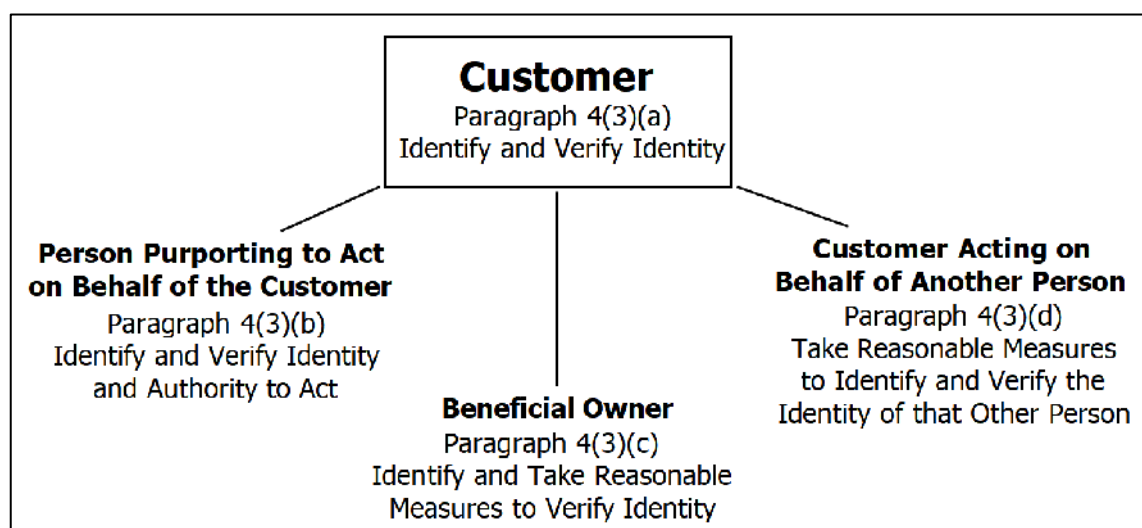 Customer
Paragraph 4(3)(a)
Identify and Verify Identity
Person Purporting to Act
on Behalf of the Customer
Paragraph 4(3)(b)
Identify and Verify Identity
and Authority to Act
Beneficial Owner
Paragraph 4(3)(c)
Identify and Take Reasonable
Measures to Verify Identity
Customer Acting on
Behalf of Another Person
Paragraph 4(3)(d)
Take Reasonable Measures
to Identify and Verify the
Identity of that Other Person